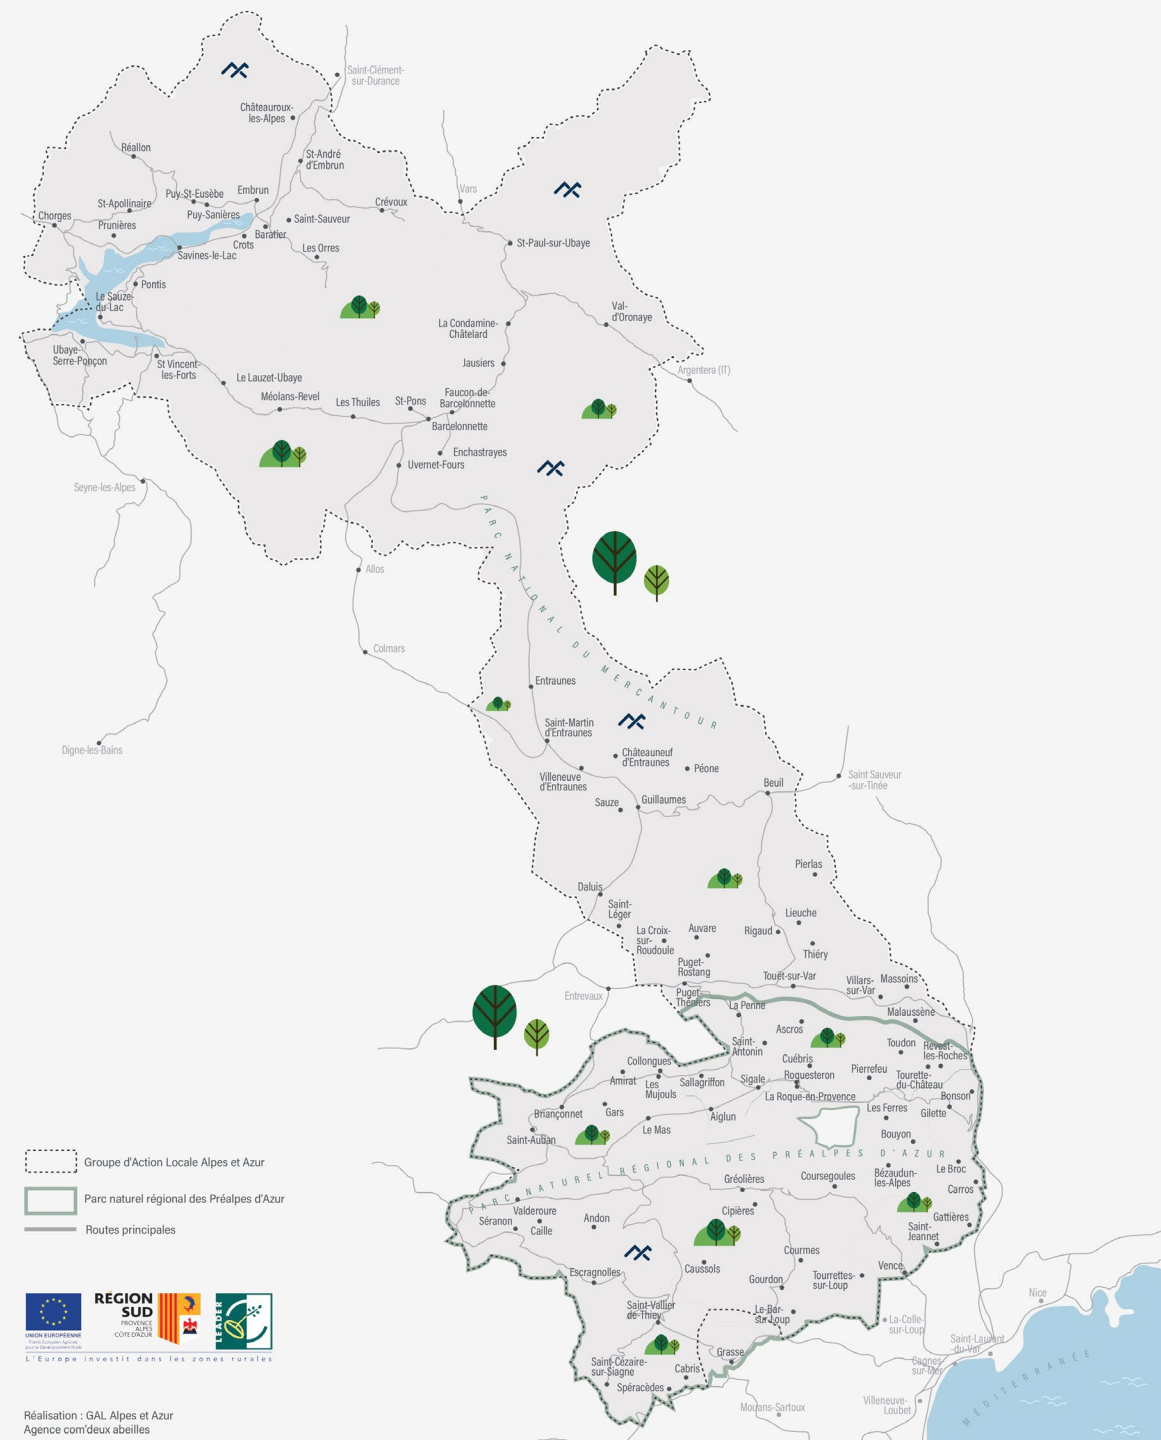 Saint-Clément-
sur-Durance
Châteauroux-
les-Alpes
Réallon
St-André
d'Embrun
Vars
Puy-St-Eusèbe
Embrun
Crévoux
St-Apollinaire
Puy-Sanières
Chorges
Prunières
Saint-Sauveur
Baratier
Crots
Savines-le-Lac
Les Orres
St-Paul-sur-Ubaye
Pontis
Le Sauze-
du-Lac
Val-
d'Oronaye
La Condamine-
Châtelard
Ubaye-
Serre-Ponçon
St Vincent-
les-Forts
Jausiers
Argentera (IT)
Le Lauzet-Ubaye
Méolans-Revel
Les Thuiles
St-Pons
Faucon-de-
Barcelonnette
Barcelonnette
Enchastrayes
Uvernet-Fours
Seyne-les-Alpes
PARC NATIONAL DU MERCANTOUR
Allos
Colmars
Entraunes
Digne-les-Bains
Saint-Martin
d'Entraunes
Châteauneuf
d'Entraunes
Péone
Villeneuve
d'Entraunes
Beuil
Saint Sauveur
-sur-Tinée
Sauze
Guillaumes
Pierlas
Daluis
Saint-
Léger
Lieuche
La Croix-
sur-
Roudoule
Auvare
Rigaud
Thiéry
Puget-
Rostang
Touët-sur-Var
Villars-
sur-Var
Massoins
Entrevaux
Puget-
Théniers
La Penne
Malaussène
Ascros
Saint-
Antonin
Toudon
Revest-
les-Roches
Cuébris
Collongues
Amirat
Les
Mujouls
Sallagriffon
Sigale
Roquesteron
Pierrefeu
Tourette-
du-Château
La Roque-en-Provence
Bonson
Briançonnet
Gars
Aiglun
Les Ferres
Gilette
Le Mas
Saint-Auban
Bouyon
PARC NATUREL RÉGIONAL DES PRÉALPES D'AZUR
Le Broc
Bézaudun-
les-Alpes
Gréolières
Coursegoules
Carros
Valderoure
Cipières
Séranon
Caille
Andon
Gattières
Saint-
Jeannet
Courmes
Caussols
Escragnolles
Gourdon
Tourrettes-
sur-Loup
Vence
Nice
Saint-Vallier
de-Thiey
Le-Bar-
sur-Loup
La-Colle-
sur-Loup
Saint-Laurent
-du-Var
Grasse
Cagnes-
sur-Mer
Saint-Cézaire-
sur-Siagne
Cabris
Spéracèdes
Villeneuve-
Loubet
Mouans-Sartoux
MÉDITERRANÉE
Groupe d'Action Locale Alpes et Azur
Parc naturel régional des Préalpes d'Azur
Routes principales
RÉGION
SUD
PROVENCE
ALPES
CÔTE D'AZUR
LEADER
UNION EUROPÉENNE
L'Europe investit dans les zones rurales
Réalisation : GAL Alpes et Azur
Agence com'deux abeilles